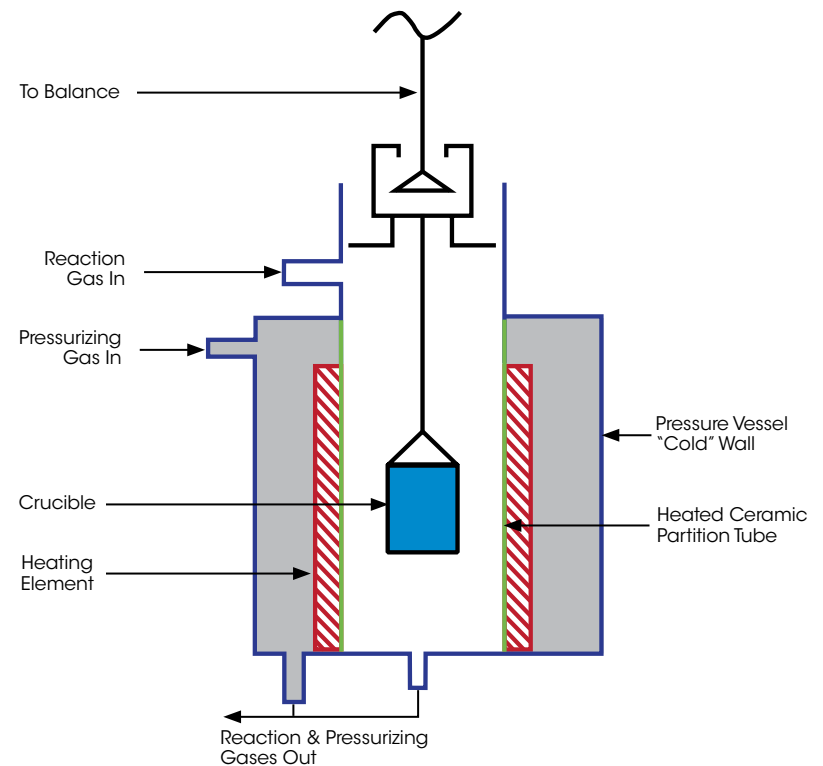 To Balance
Reaction
Gas In
Pressurizing
Gas In
Pressure Vessel
"Cold" Wall
Crucible
Heated Ceramic
Partition Tube
Heating
Element
Reaction & Pressurizing
Gases Out